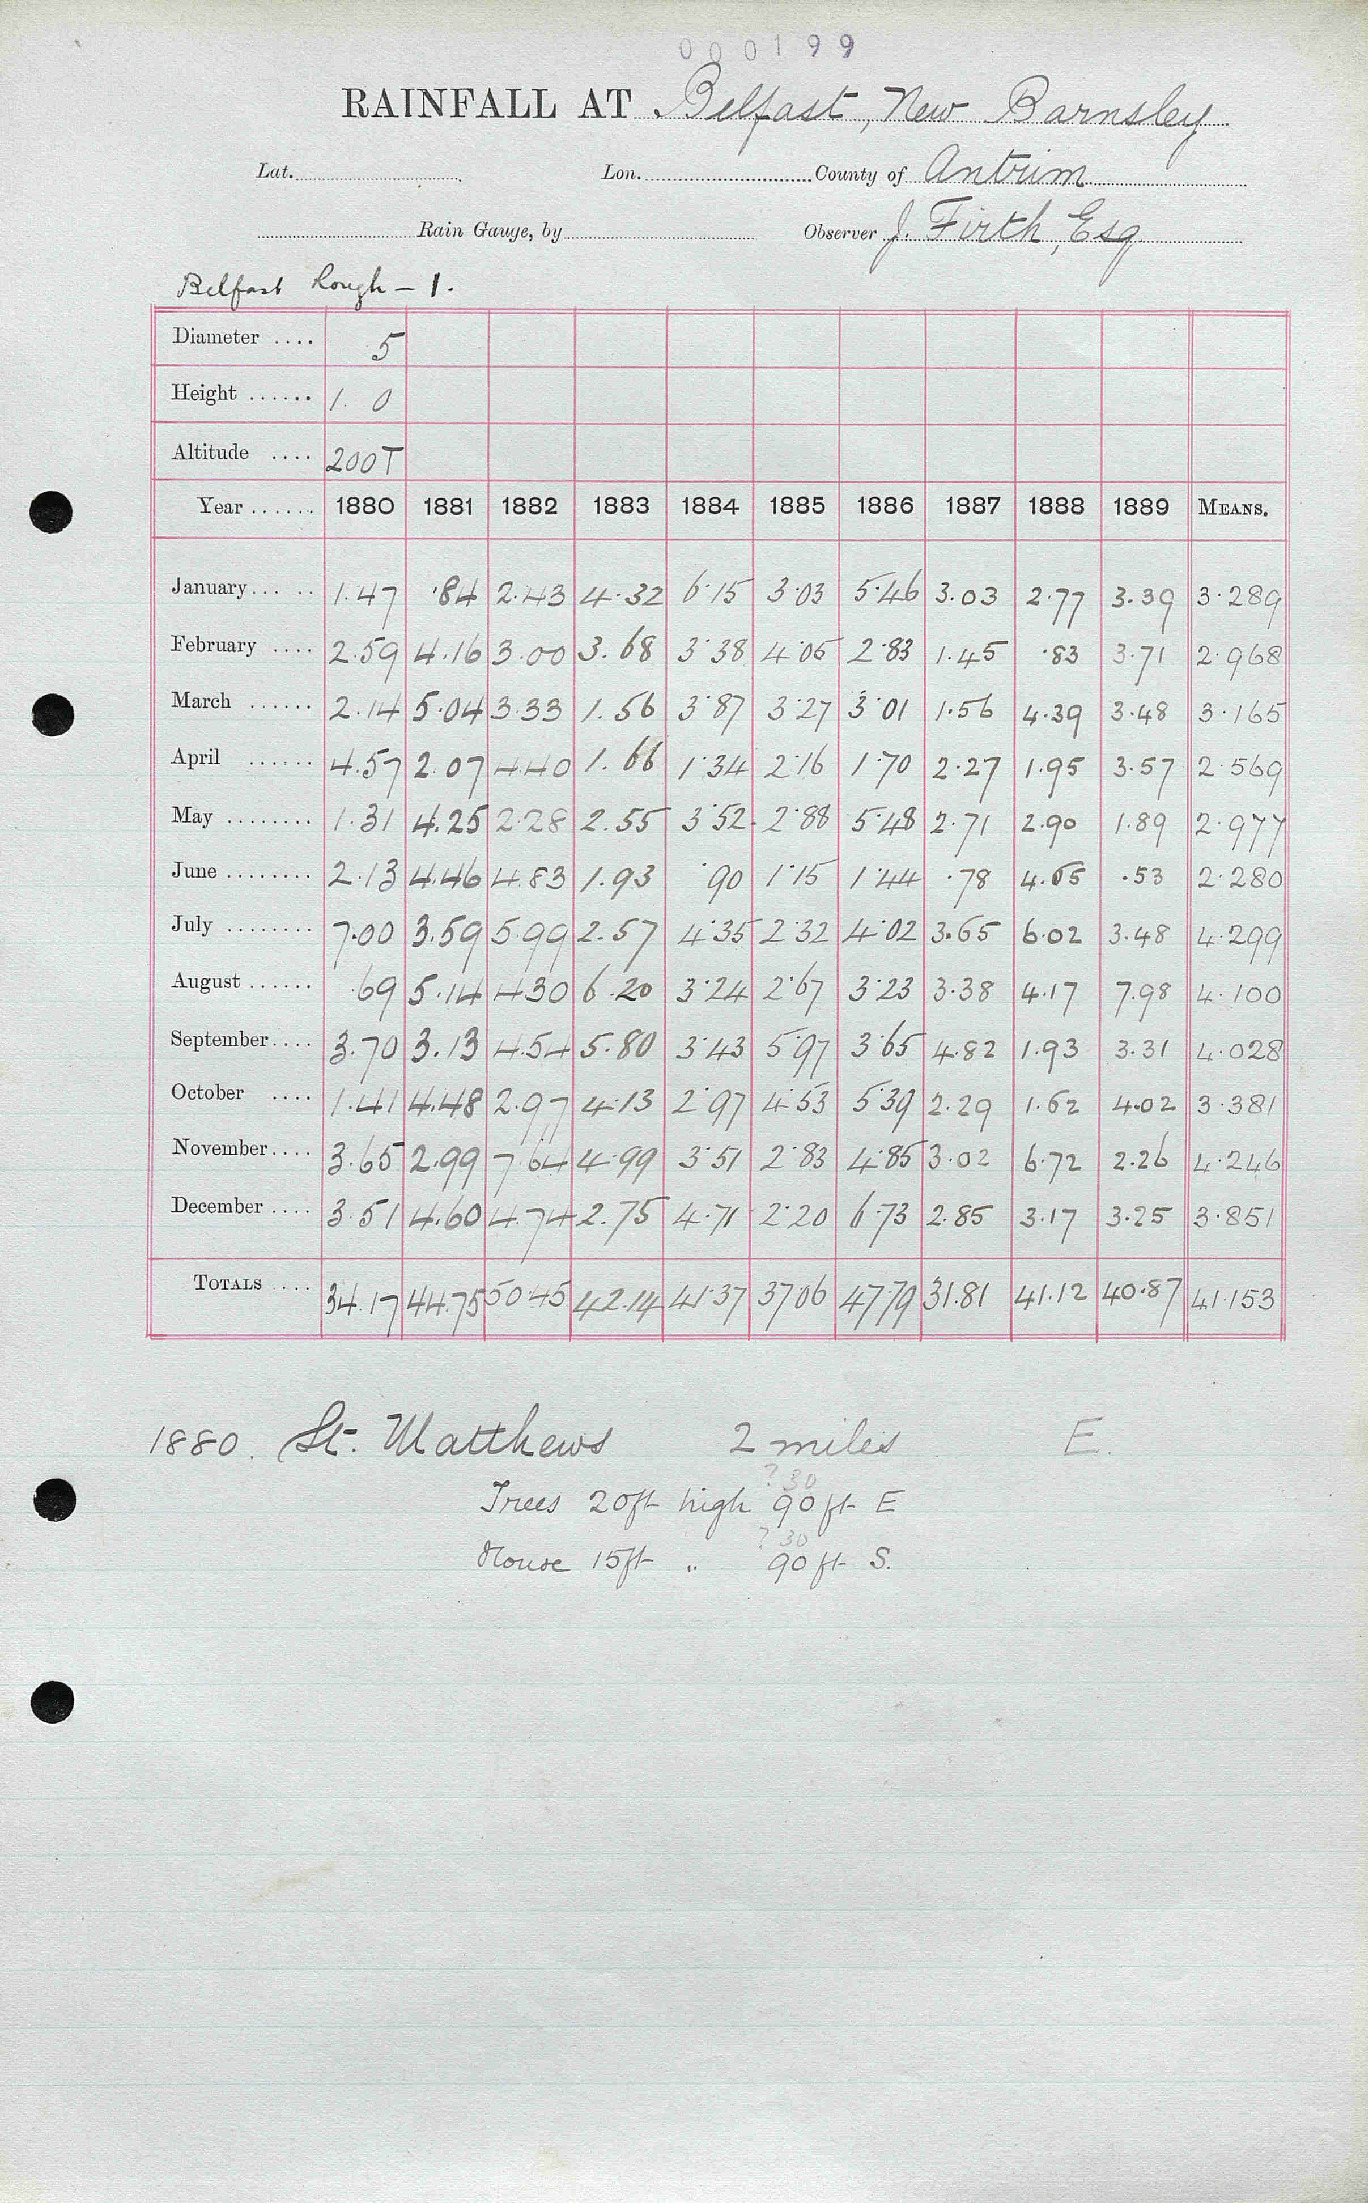 000199
RAINFALL AT Belfast, New Barnsley
Lat. Lon. County of Antrim
Rain Gauge, by Observer J. Firth, Esq
Belfast Rough - 1.
Diameter .... 5
Height ...... 1. 0
Altitude .... 200T
Year ...... 1880 1881 1882 1883 1884 1885 1886 1887 1888 1889 MEANS.
January ..... 1.47 .84 2.43 4.32 6.15 3.03 5.46 3.03 2.77 3.39 3.289
February .... 2.59 4.16 3.00 3.68 3.38 4.05 2.83 1.45 .83 3.71 2.968
March ...... 2.14 5.04 3.33 1.56 3.87 3.27 3.01 1.56 4.39 3.48 3.165
April ...... 4.57 2.07 4.40 1.66 1.34 2.16 1.70 2.27 1.95 3.57 2.569
May ........ 1.31 4.25 2.28 2.55 3.52 2.88 5.48 2.71 2.90 1.89 2.977
June ........ 2.13 4.46 4.83 1.93 .90 1.15 1.44 .78 4.65 .53 2.280
July ........ 7.00 3.59 5.99 2.57 4.35 2.32 4.02 3.65 6.02 3.48 4.299
August ...... .69 5.14 4.30 6.20 3.24 2.67 3.23 3.38 4.17 7.98 4.100
September .... 3.70 3.13 4.54 5.80 3.43 5.97 3.65 4.82 1.93 3.31 4.028
October .... 1.41 4.48 2.97 4.13 2.97 4.53 5.39 2.29 1.62 4.02 3.381
November .... 3.65 2.99 7.64 4.99 3.51 2.83 4.85 3.02 6.72 2.26 4.246
December .... 3.51 4.60 4.74 2.75 4.71 2.20 6.73 2.85 3.17 3.25 3.851
TOTALS .... 34.17 44.75 50.45 42.14 41.37 37.06 47.79 31.81 41.12 40.87 41.153
1880. St. Matthews 2 miles E.
? 30
Trees 20ft high 90ft E
? 30
House 15ft " 90ft S.